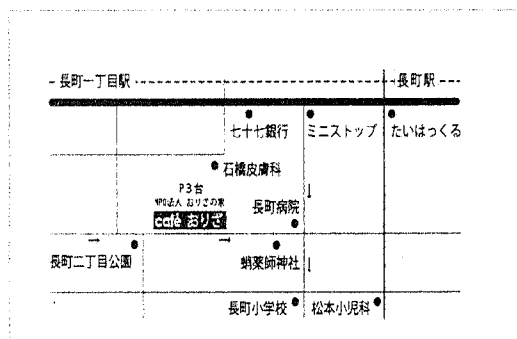 長町一丁目駅
長町駅
七十七銀行
ミニストップ
たいはっくる
石橋皮膚科
P3台
NPO法人 おりざの家
café おりざ
長町病院
長町二丁目公園
蛸薬師神社
長町小学校
松本小児科